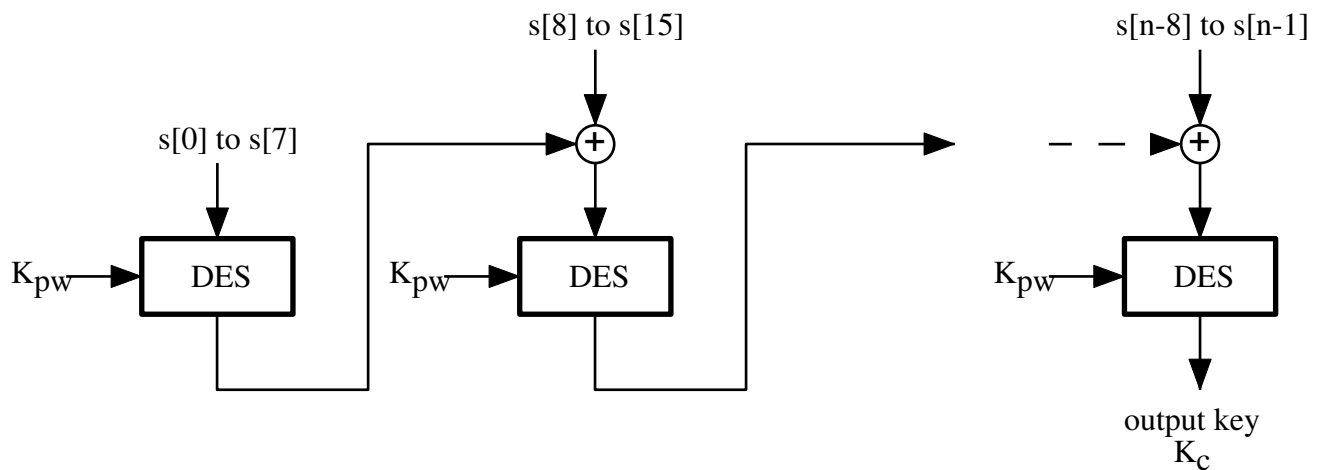 s[8] to s[15]
s[n-8] to s[n-1]
s[0] to s[7]
+
+
Kpw
DES
Kpw
DES
Kpw
DES
output key
Kc